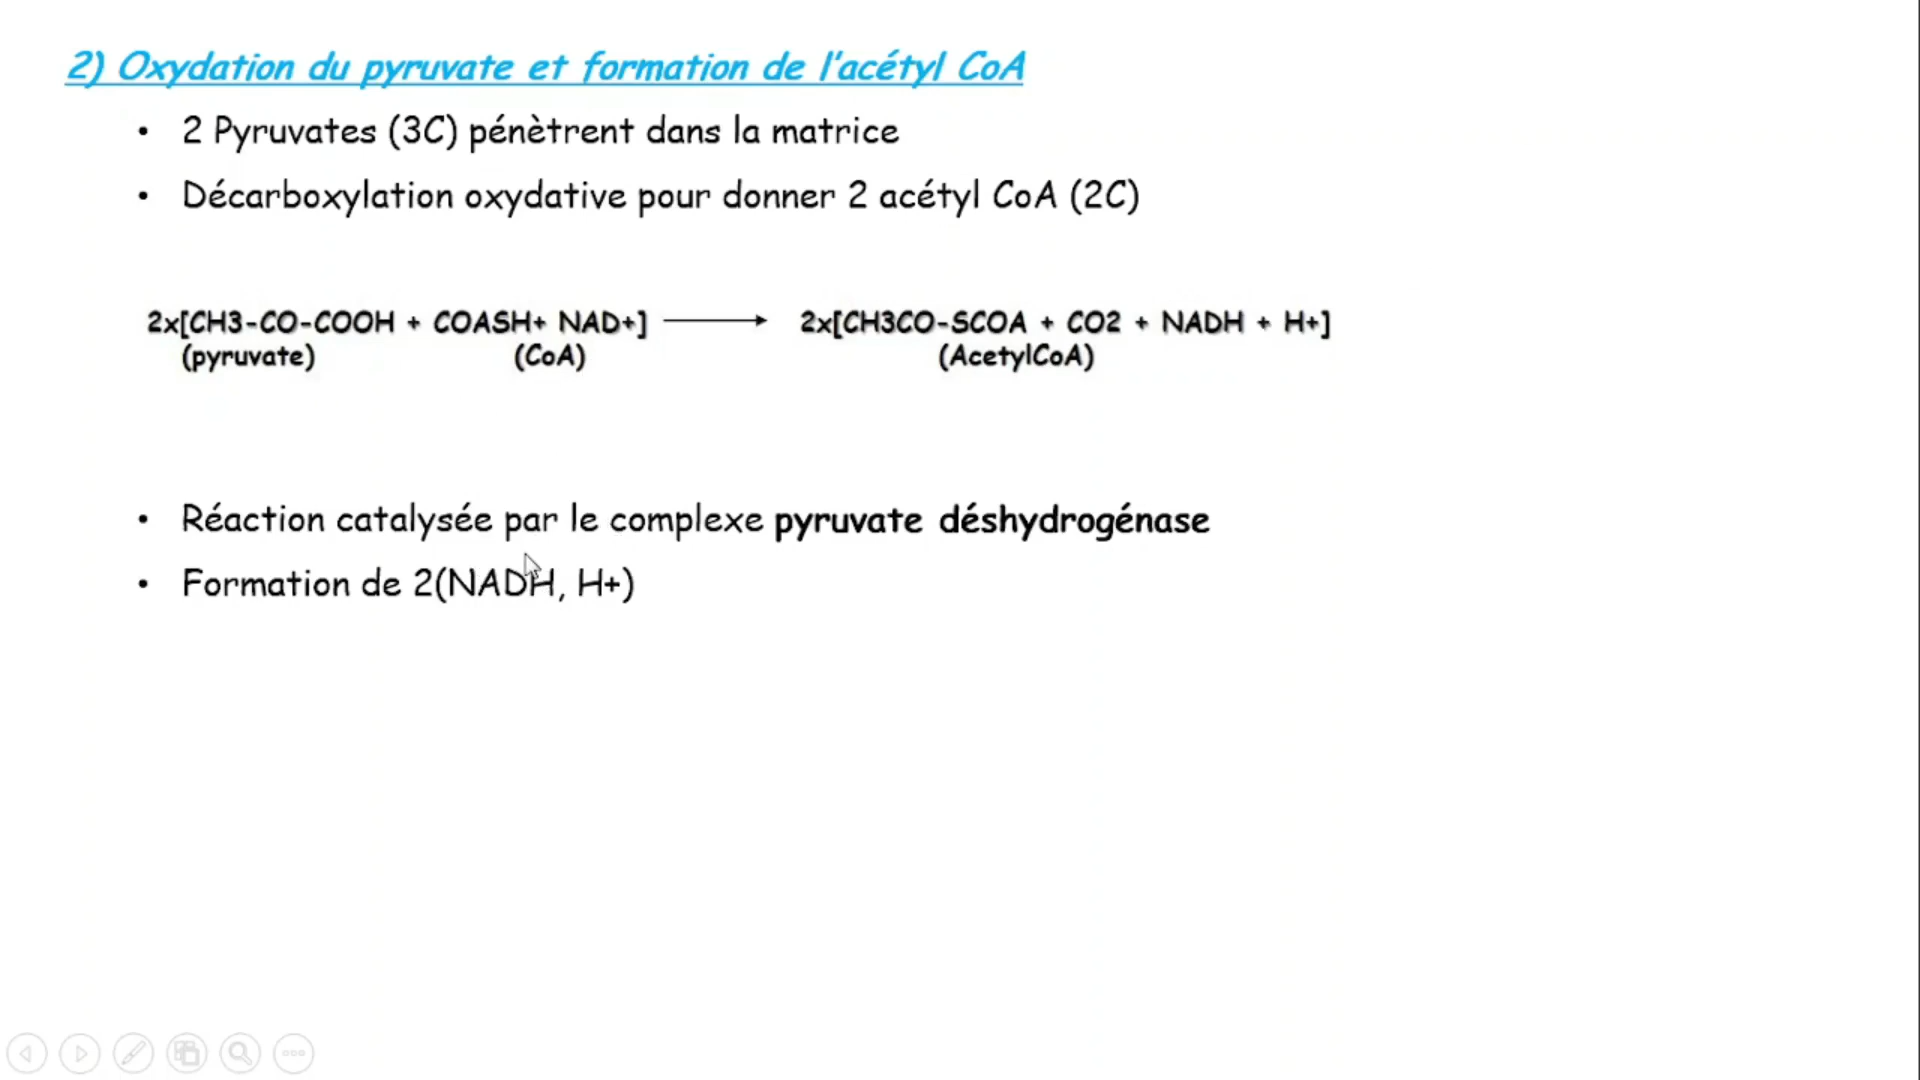 2) Oxydation du pyruvate et formation de l'acétyl CoA
• 2 Pyruvates (3C) pénètrent dans la matrice
• Décarboxylation oxydative pour donner 2 acétyl CoA (2C)
2x[CH3-CO-COOH + COASH+ NAD+] → 2x[CH3CO-SCOA + CO2 + NADH + H+]
(pyruvate) (CoA) (AcetylCoA)
• Réaction catalysée par le complexe pyruvate déshydrogénase
• Formation de 2(NADH, H+)